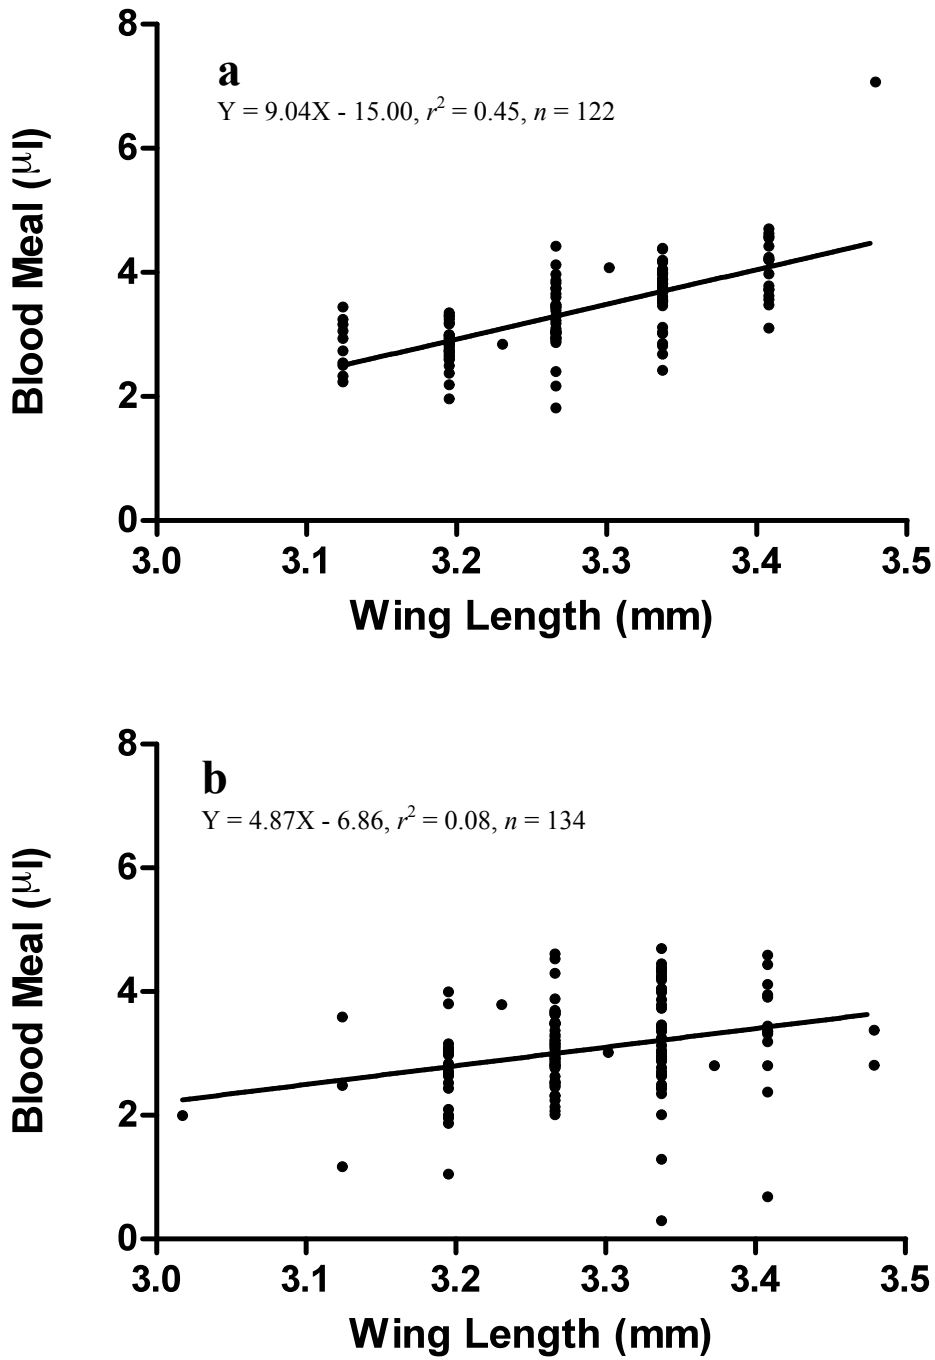 8
a
Y = 9.04X - 15.00, r² = 0.45, n = 122
6
Blood Meal (µl)
4
2
0
3.0 3.1 3.2 3.3 3.4 3.5
Wing Length (mm)
8
b
Y = 4.87X - 6.86, r² = 0.08, n = 134
6
Blood Meal (µl)
4
2
0
3.0 3.1 3.2 3.3 3.4 3.5
Wing Length (mm)